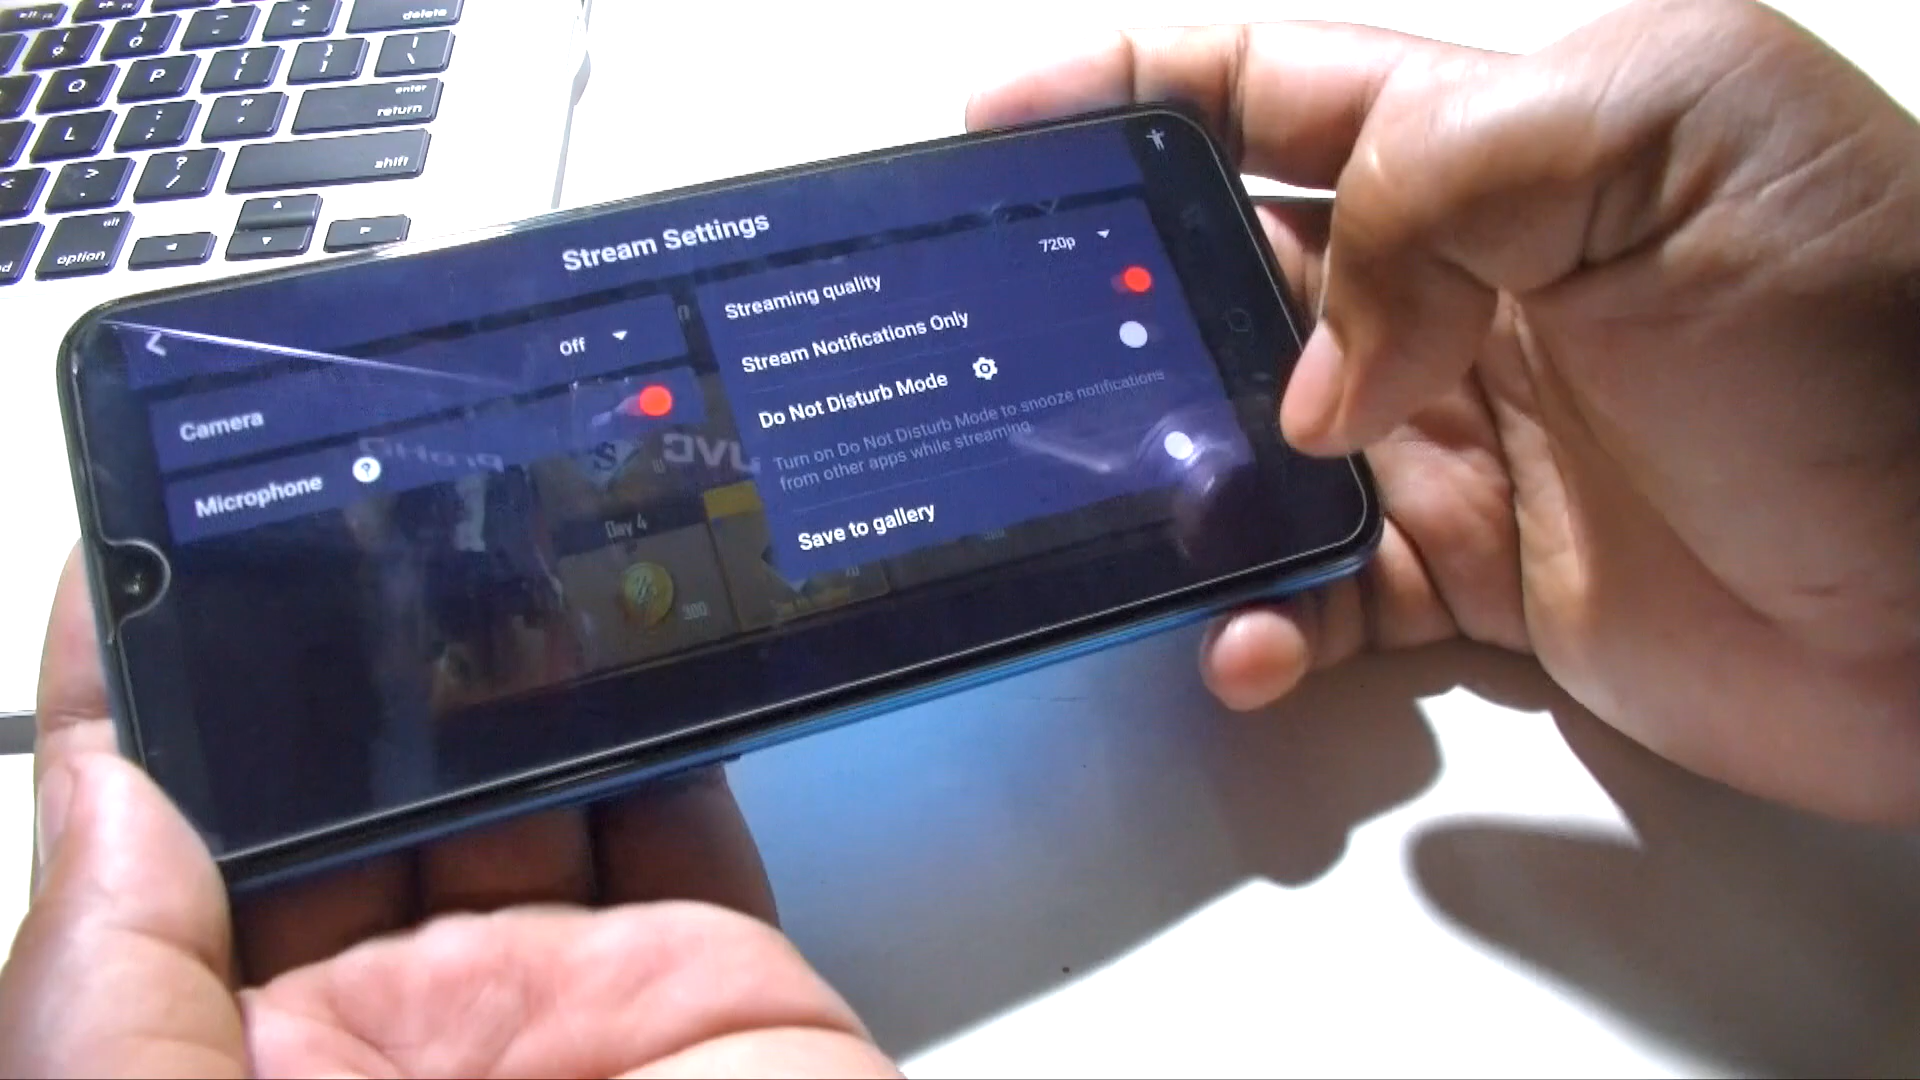 delete
O
P
return
enter
L
shift
?
/
alt
option
Stream Settings
Off
Camera
Microphone
?
720p
Streaming quality
Stream Notifications Only
Do Not Disturb Mode
Turn on Do Not Disturb Mode to snooze notifications
from other apps while streaming
Save to gallery
Day 4
300